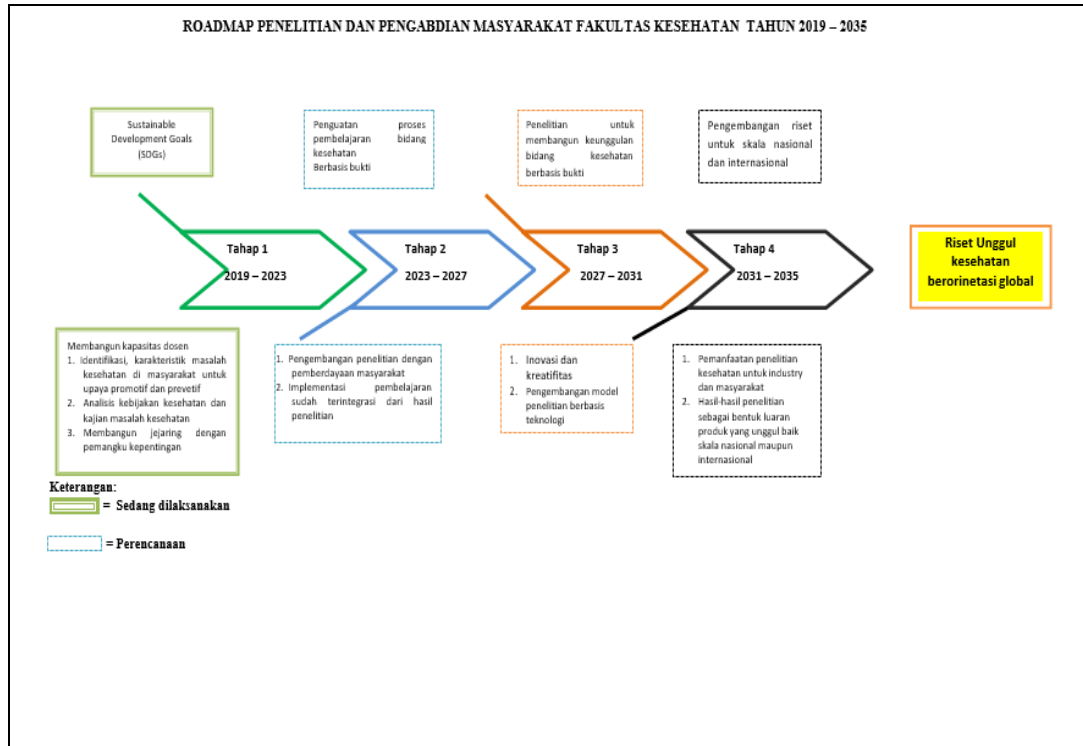 ROADMAP PENELITIAN DAN PENGABDIAN MASYARAKAT FAKULTAS KESEHATAN TAHUN 2019 – 2035
Sustainable
Development Goals
(SDGs)
Penguatan proses
pembelajaran bidang
kesehatan
Berbasis bukti
Penelitian untuk
membangun keunggulan
bidang kesehatan
berbasis bukti
Pengembangan riset
untuk skala nasional
dan internasional
Tahap 1
2019 – 2023
Tahap 2
2023 – 2027
Tahap 3
2027 – 2031
Tahap 4
2031 – 2035
Riset Unggul
kesehatan
berorinetasi global
Membangun kapasitas dosen
1. Identifikasi, karakteristik masalah
kesehatan di masyarakat untuk
upaya promotif dan prevetif
2. Analisis kebijakan kesehatan dan
kajian masalah kesehatan
3. Membangun jejaring dengan
pemangku kepentingan
1. Pengembangan penelitian dengan
pemberdayaan masyarakat
2. Implementasi pembelajaran
sudah terintegrasi dari hasil
penelitian
1. Inovasi dan
kreatifitas
2. Pengembangan model
penelitian berbasis
teknologi
1. Pemanfaatan penelitian
kesehatan untuk industry
dan masyarakat
2. Hasil-hasil penelitian
sebagai bentuk luaran
produk yang unggul baik
skala nasional maupun
internasional
Keterangan:
= Sedang dilaksanakan
= Perencanaan